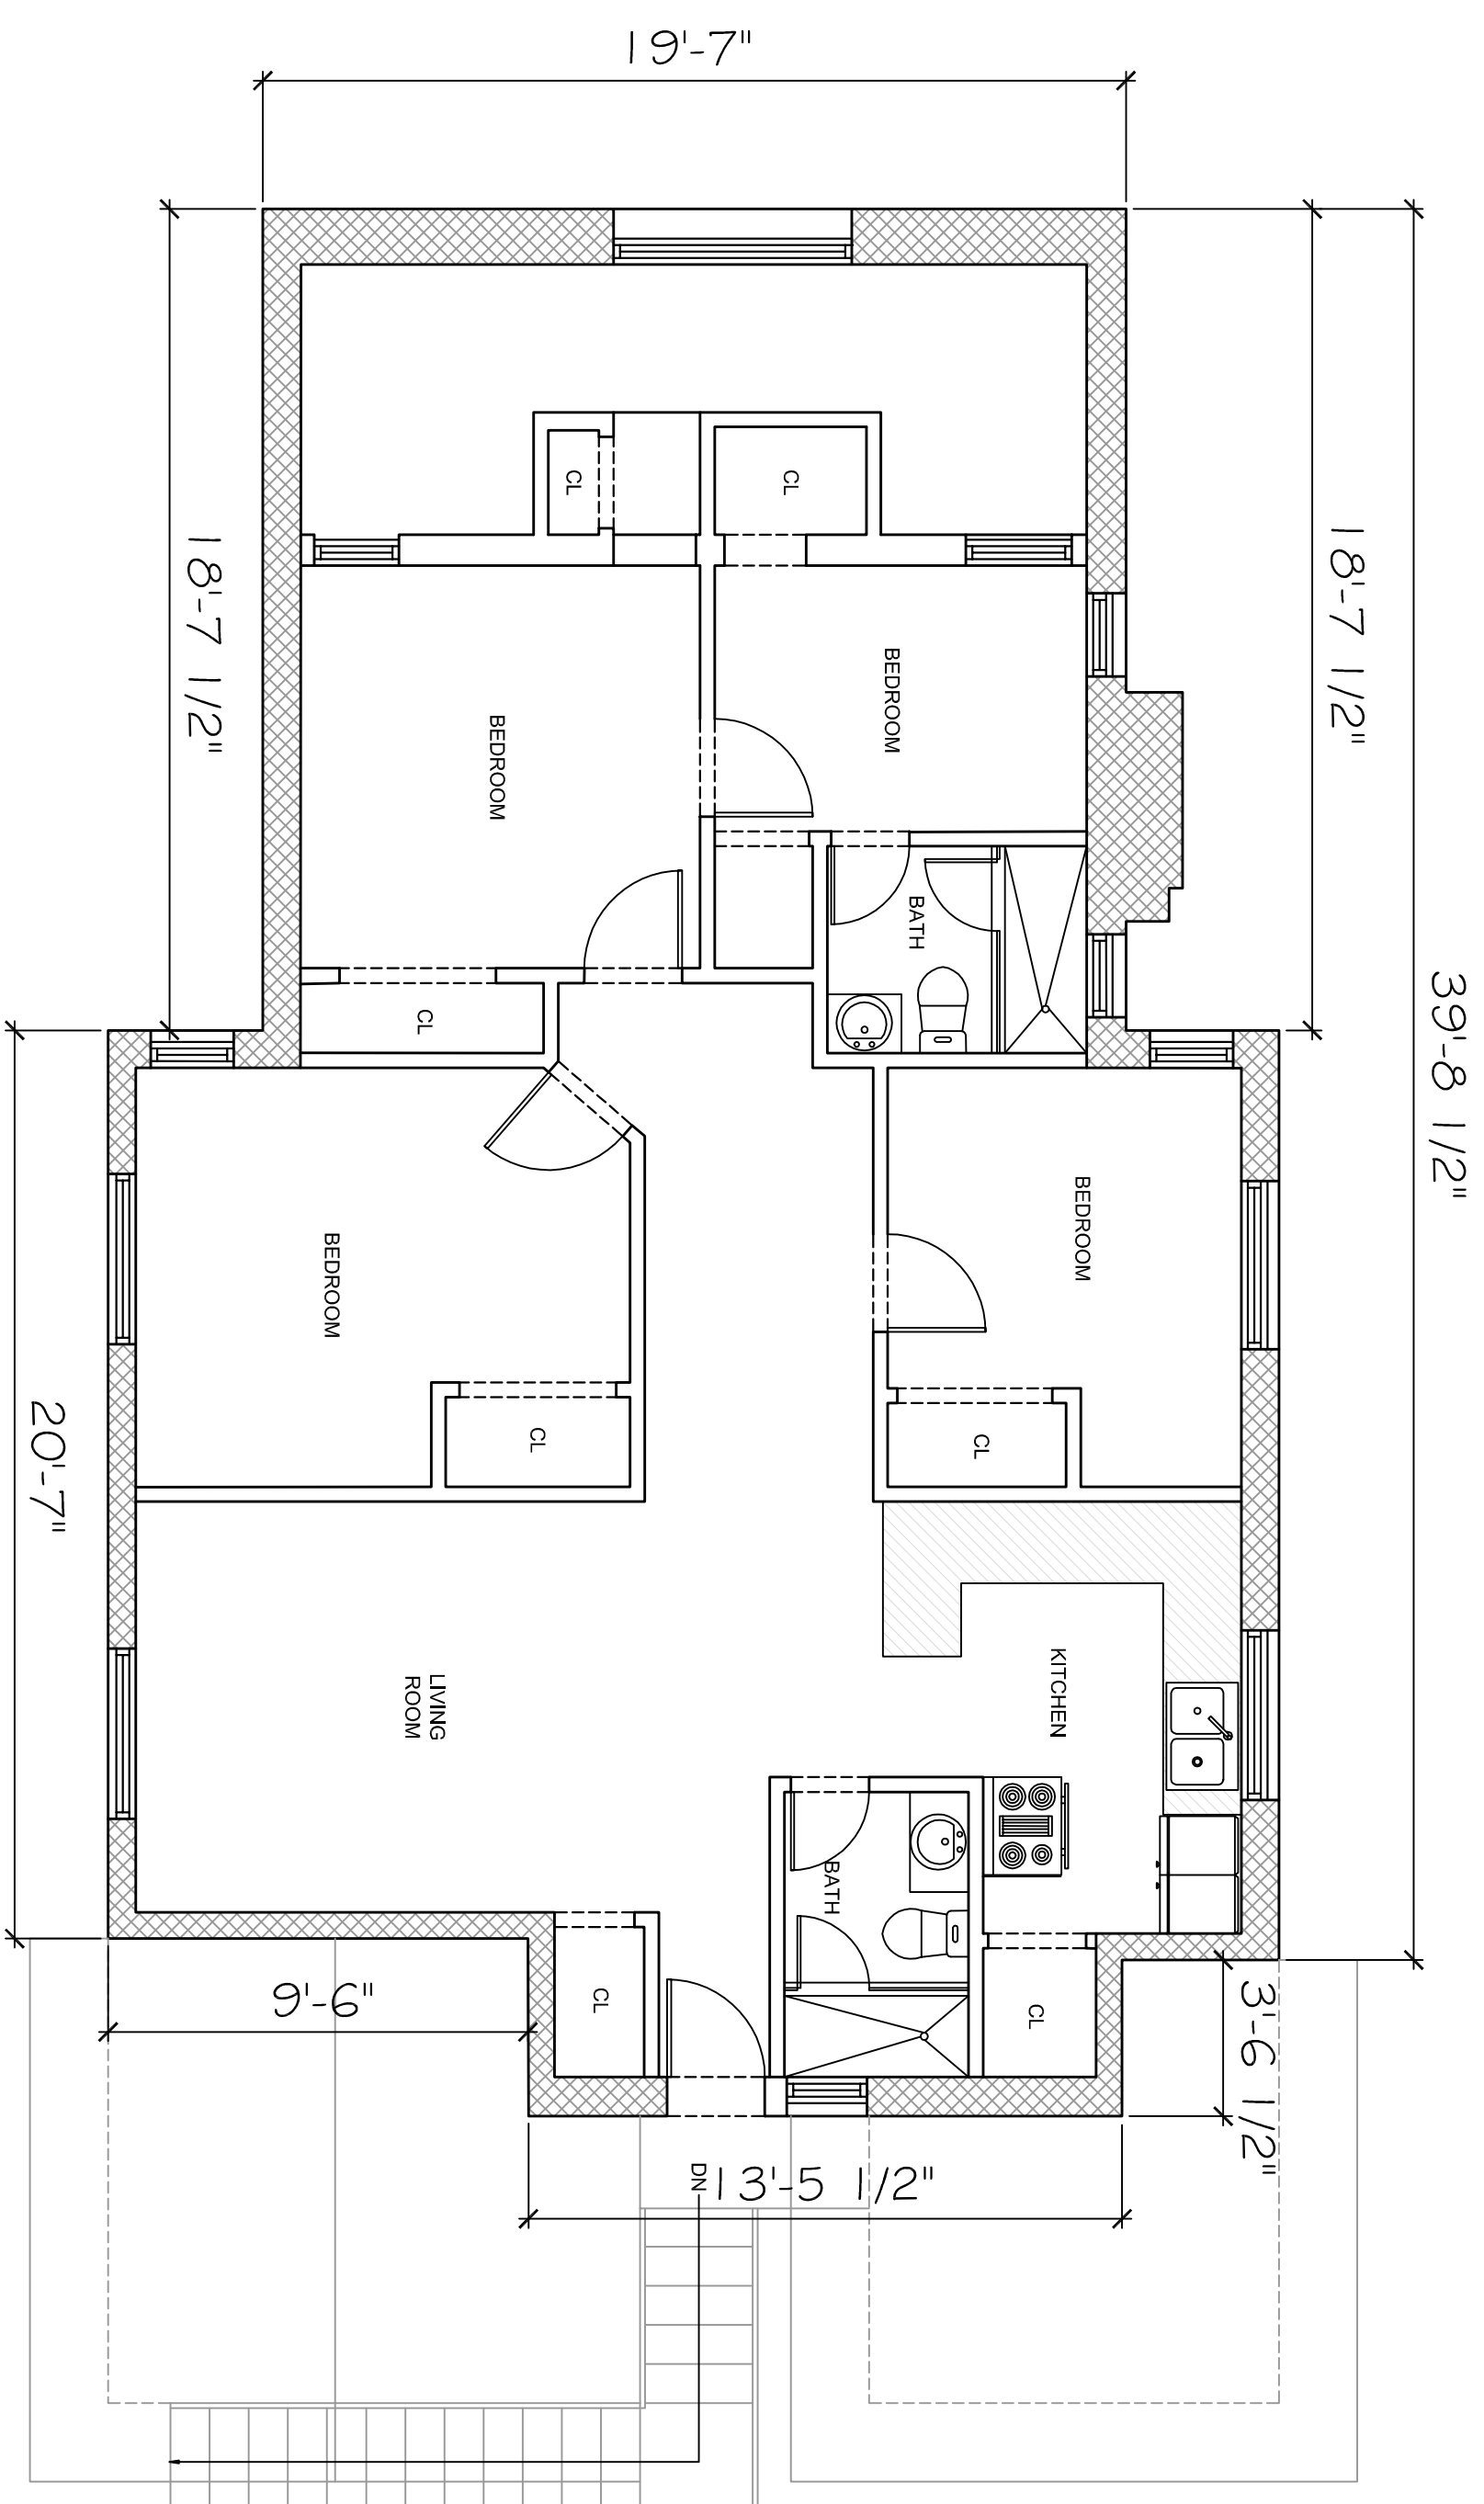 19'-7"
CL
CL
18'-7 1/2"
18'-7 1/2"
BEDROOM
BEDROOM
BATH
39'-8 1/2"
CL
BEDROOM
BEDROOM
20'-7"
CL
CL
LIVING
ROOM
KITCHEN
BATH
9'-6"
CL
CL
3'-6 1/2"
DN
13'-5 1/2"